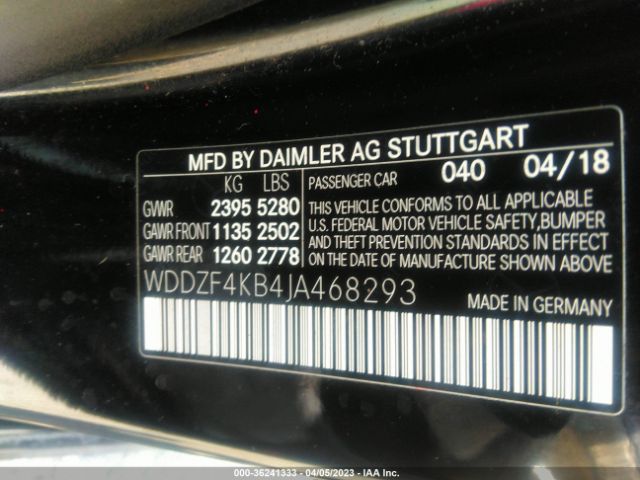 MFD BY DAIMLER AG STUTTGART
KG LBS
GVWR 2395 5280
GAWR FRONT 1135 2502
GAWR REAR 1260 2778
PASSENGER CAR 040 04/18
THIS VEHICLE CONFORMS TO ALL APPLICABLE
U.S. FEDERAL MOTOR VEHICLE SAFETY, BUMPER
AND THEFT PREVENTION STANDARDS IN EFFECT
ON THE DATE OF MANUFACTURE SHOWN ABOVE
WDDZF4KB4JA468293
MADE IN GERMANY
000-36241333 - 04/05/2023 - IAA Inc.